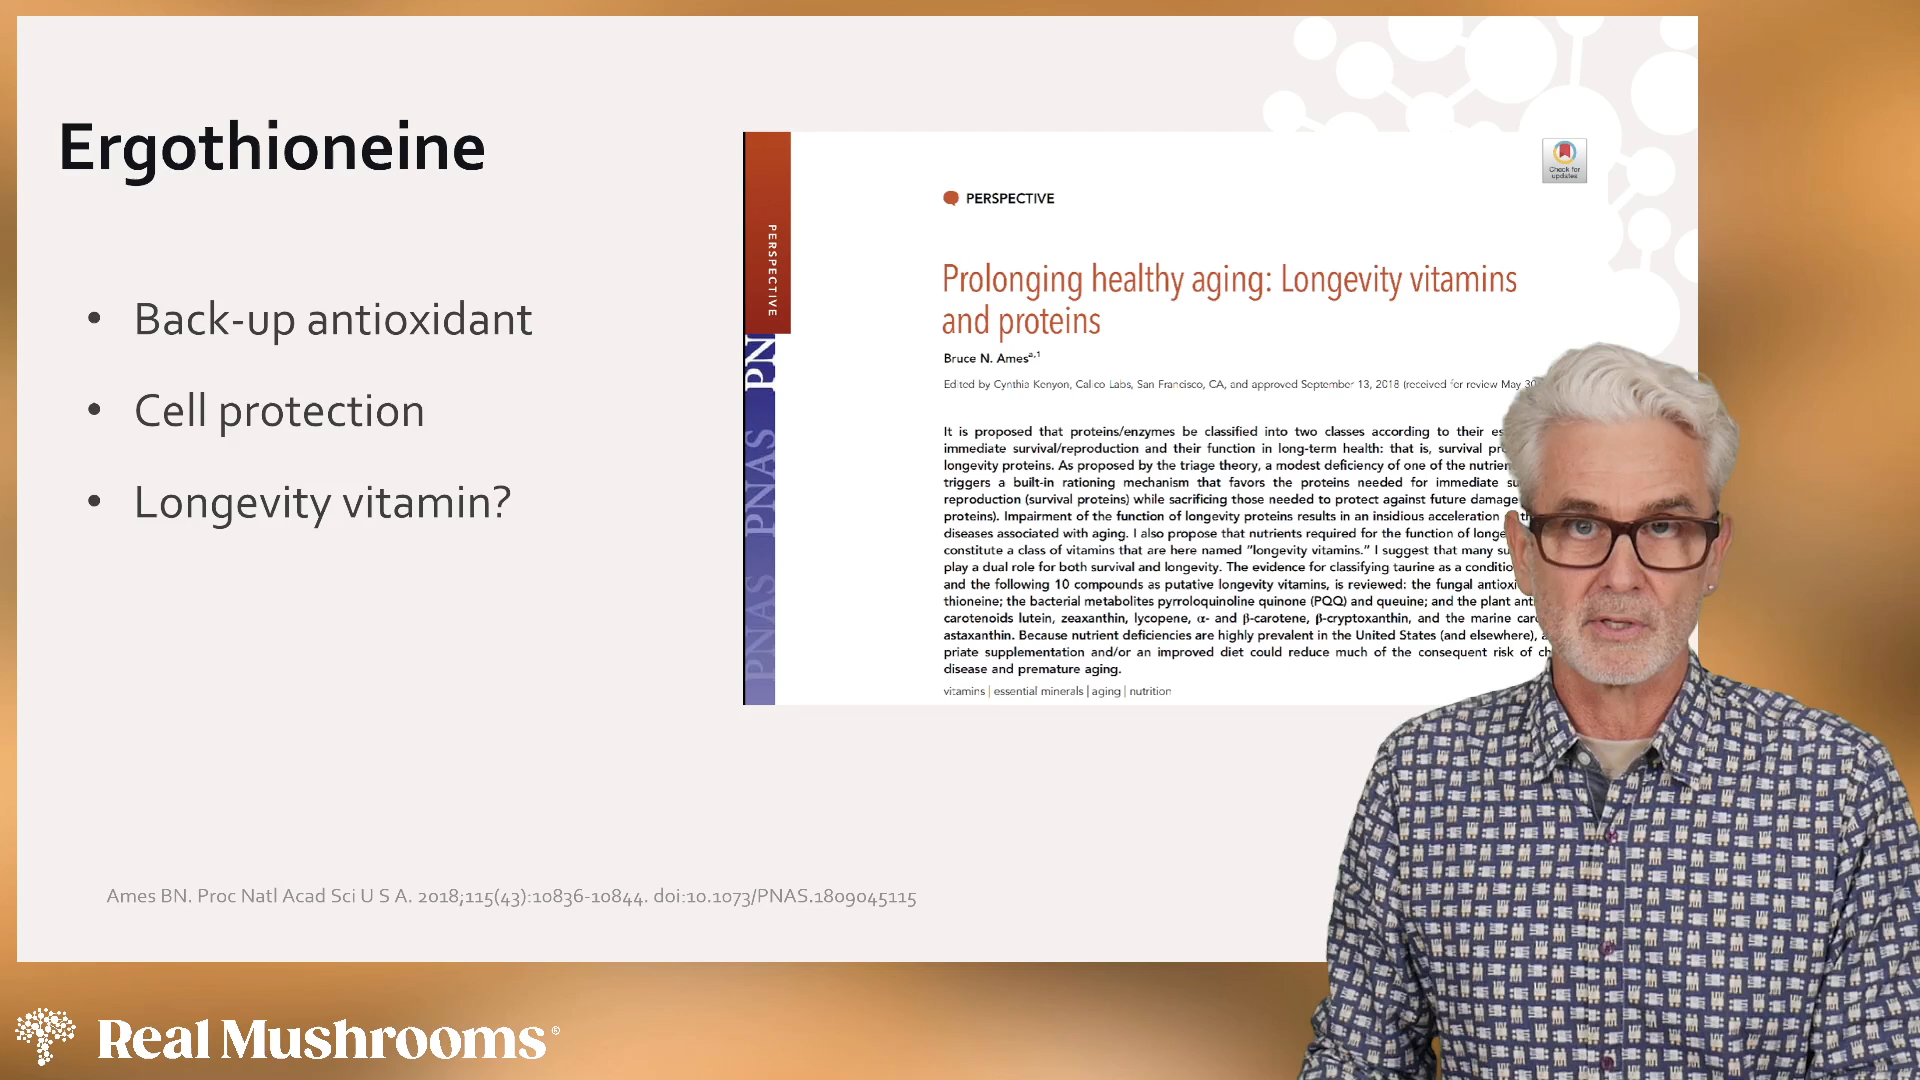 Ergothioneine
• Back-up antioxidant
• Cell protection
• Longevity vitamin?
Check for
updates
PERSPECTIVE
PERSPECTIVE
Prolonging healthy aging: Longevity vitamins
and proteins
Bruce N. Ames^a,1
Edited by Cynthia Kenyon, Calico Labs, San Francisco, CA, and approved September 13, 2018 (received for review May 30
It is proposed that proteins/enzymes be classified into two classes according to their
immediate survival/reproduction and their function in long-term health: that is, survival
longevity proteins. As proposed by the triage theory, a modest deficiency of one of the
triggers a built-in rationing mechanism that favors the proteins needed for immediate
reproduction (survival proteins) while sacrificing those needed to protect against future damage
proteins). Impairment of the function of longevity proteins results in an insidious acceleration
diseases associated with aging. I also propose that nutrients required for the function of
constitute a class of vitamins that are here named "longevity vitamins." I suggest that many
play a dual role for both survival and longevity. The evidence for classifying taurine as a
and the following 10 compounds as putative longevity vitamins, is reviewed: the fungal
thioneine; the bacterial metabolites pyrroloquinoline quinone (PQQ) and queuine; and the plant
carotenoids lutein, zeaxanthin, lycopene, α- and β-carotene, β-cryptoxanthin, and the marine
astaxanthin. Because nutrient deficiencies are highly prevalent in the United States (and elsewhere),
priate supplementation and/or an improved diet could reduce much of the consequent risk of
disease and premature aging.
vitamins | essential minerals | aging | nutrition
PN
PNAS
PNAS
Ames BN. Proc Natl Acad Sci U S A. 2018;115(43):10836-10844. doi:10.1073/PNAS.1809045115
Real Mushrooms®